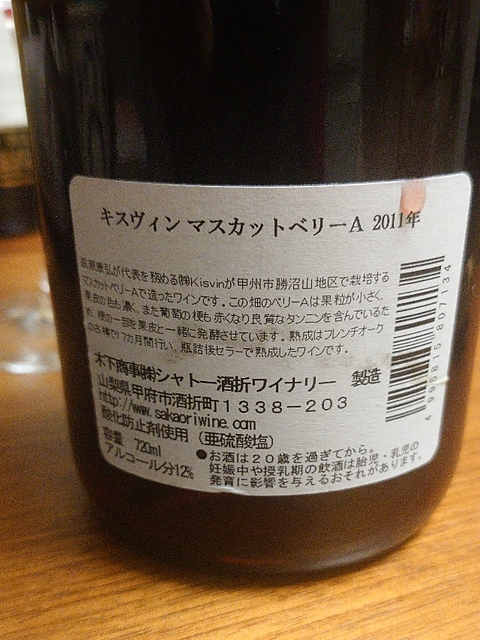 キスヴィン マスカットベリーA 2011年
荻原康弘が代表を務める㈱Kisvinが甲州市勝沼山地区で栽培する
マスカットベリーAで造ったワインです。この畑のベリーAは果粒が小さく、
果皮の色も濃く、また葡萄の梗も赤くなり良質なタンニンを含んでいるた
め、梗の一部を果皮と一緒に発酵させています。熟成はフレンチオーク
の古樽で17カ月間行い、瓶詰後セラーで熟成したワインです。
木下商事㈱シャトー酒折ワイナリー 製造
山梨県甲府市酒折町1338-203
http://www.sakaoriwine.com
酸化防止剤使用（亜硫酸塩）
容量 720ml
アルコール分12%
●お酒は20歳を過ぎてから。
妊娠中や授乳期の飲酒は胎児・乳児の
発育に影響を与えるおそれがあります。
4 995815 807134